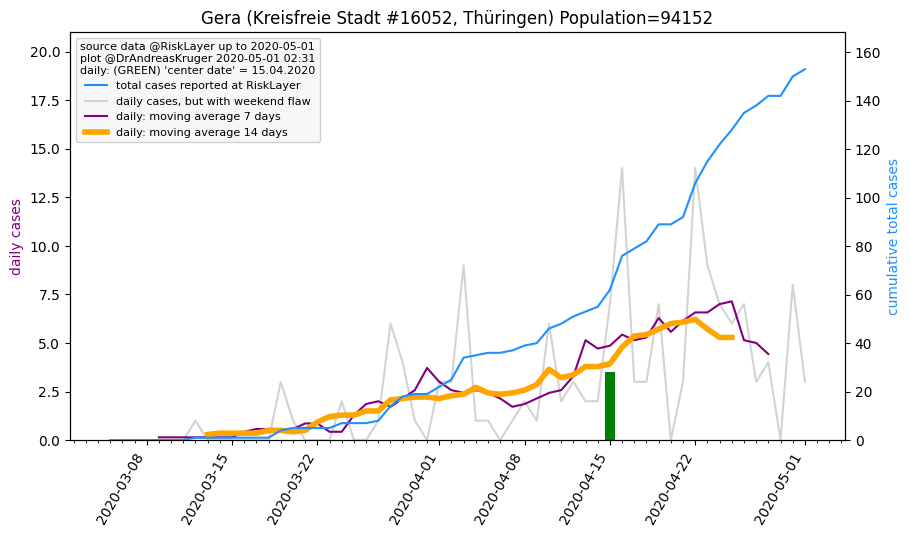 Gera (Kreisfreie Stadt #16052, Thüringen) Population=94152
source data @RiskLayer up to 2020-05-01
plot @DrAndreasKruger 2020-05-01 02:31
daily: (GREEN) 'center date' = 15.04.2020
total cases reported at RiskLayer
daily cases, but with weekend flaw
daily: moving average 7 days
daily: moving average 14 days
daily cases
20.0
17.5
15.0
12.5
10.0
7.5
5.0
2.5
0.0
160
140
120
100
80
60
40
20
0
cumulative total cases
2020-03-08
2020-03-15
2020-03-22
2020-04-01
2020-04-08
2020-04-15
2020-04-22
2020-05-01